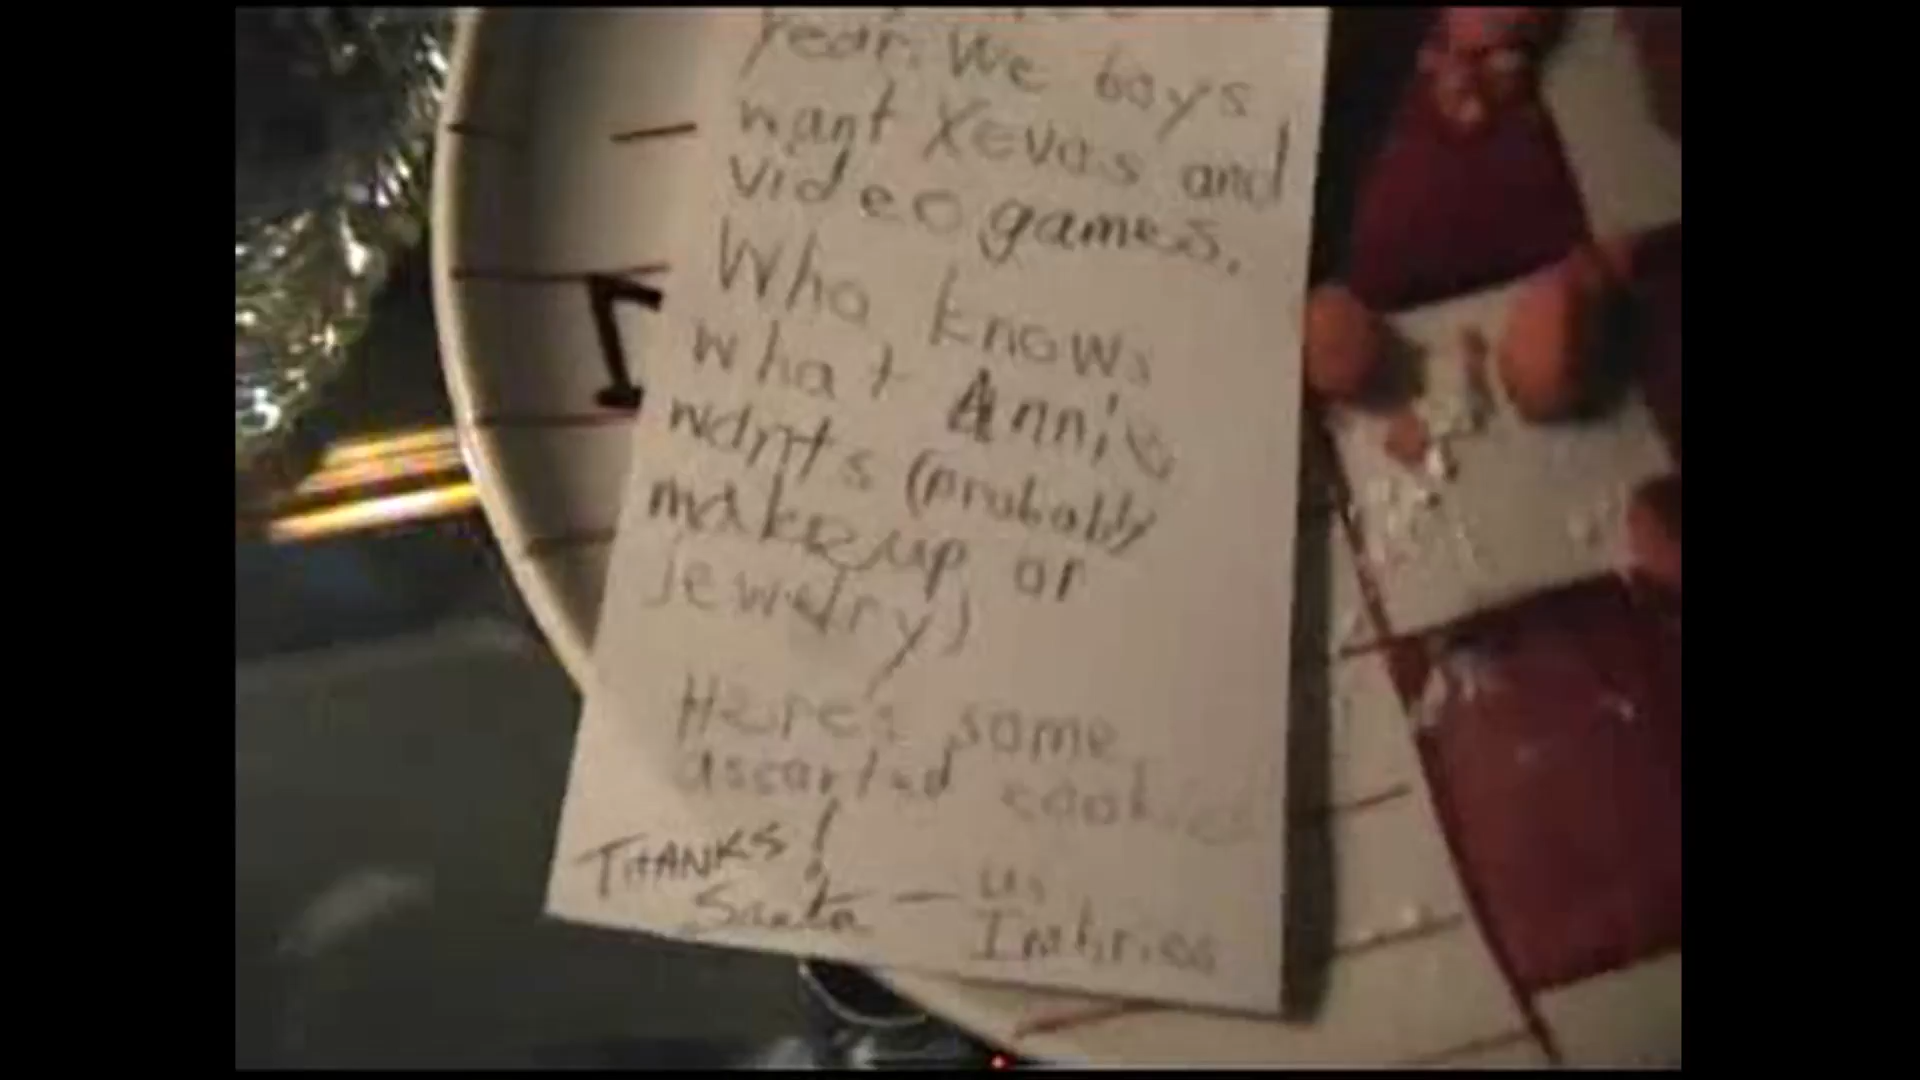 year. We boys
want Xevas and
video games.
Who knows
what Annie
wants (probably
makeup or
jewelry)
Here's some
assorted cookies
THANKS!
Santa — us